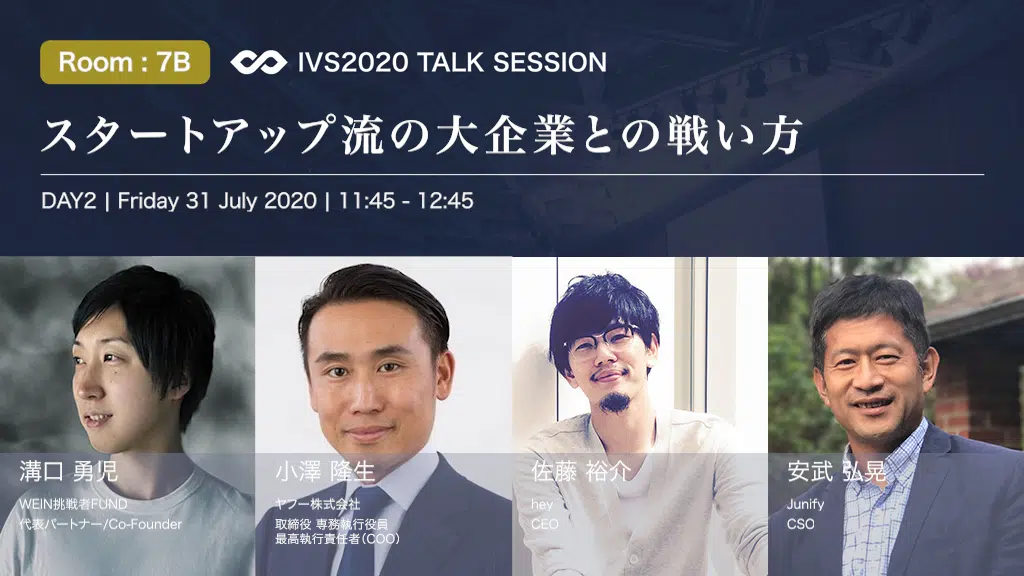 Room : 7B
IVS2020 TALK SESSION
スタートアップ流の大企業との戦い方
DAY2 | Friday 31 July 2020 | 11:45 - 12:45
溝口 勇児
WEIN挑戦者FUND
代表パートナー/Co-Founder
小澤 隆生
ヤフー株式会社
取締役 専務執行役員
最高執行責任者(COO)
佐藤 裕介
hey
CEO
安武 弘晃
Junify
CSO